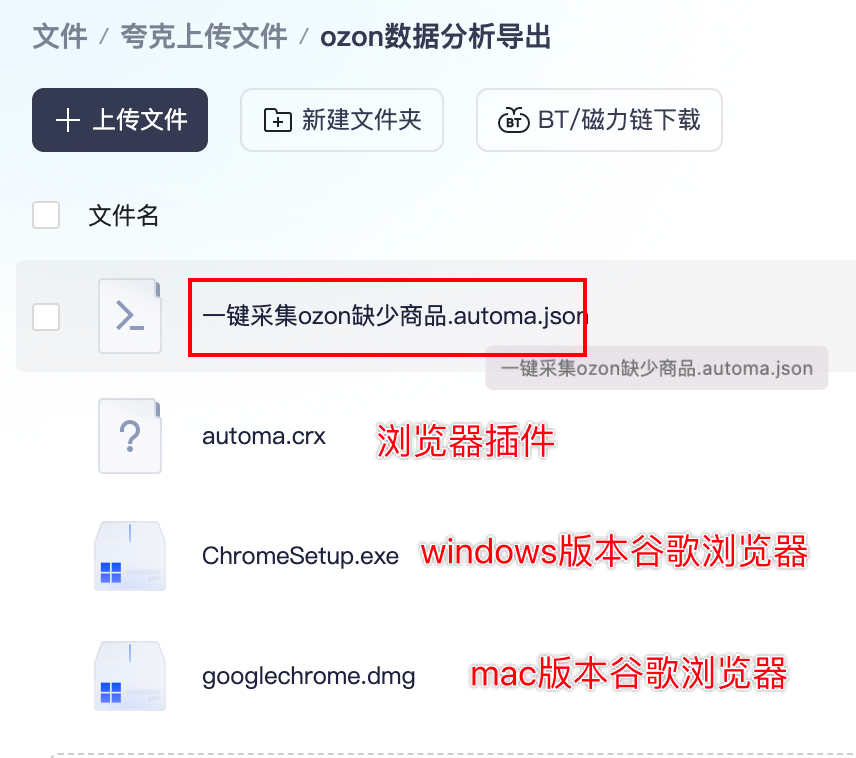 文件 / 夸克上传文件 / ozon数据分析导出
上传文件
新建文件夹
BT BT/磁力链下载
文件名
一键采集ozon缺少商品.automa.json
一键采集ozon缺少商品.automa.json
automa.crx
浏览器插件
ChromeSetup.exe
windows版本谷歌浏览器
googlechrome.dmg
mac版本谷歌浏览器